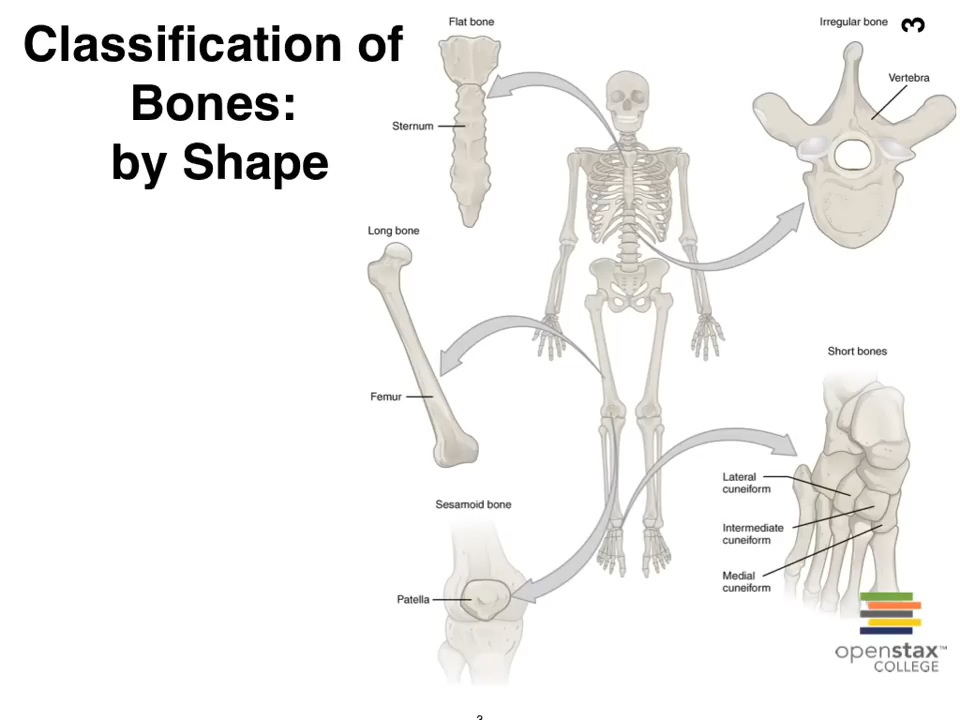 Classification of
Bones:
by Shape
Flat bone
Sternum
Irregular bone
3
Vertebra
Long bone
Femur
Short bones
Lateral
cuneiform
Intermediate
cuneiform
Medial
cuneiform
Sesamoid bone
Patella
openstax™
COLLEGE
3